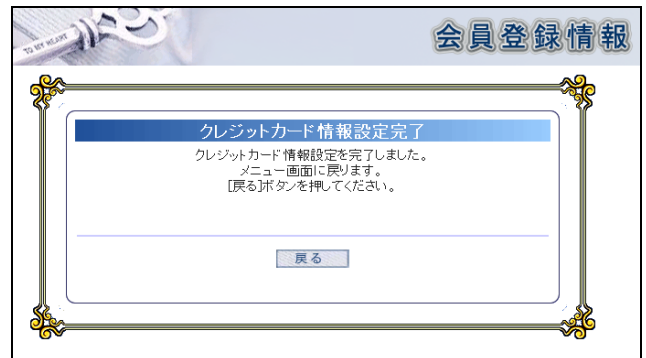 TO MY HEART
会員登録情報
クレジットカード情報設定完了
クレジットカード情報設定を完了しました。
メニュー画面に戻ります。
[戻る]ボタンを押してください。
戻る